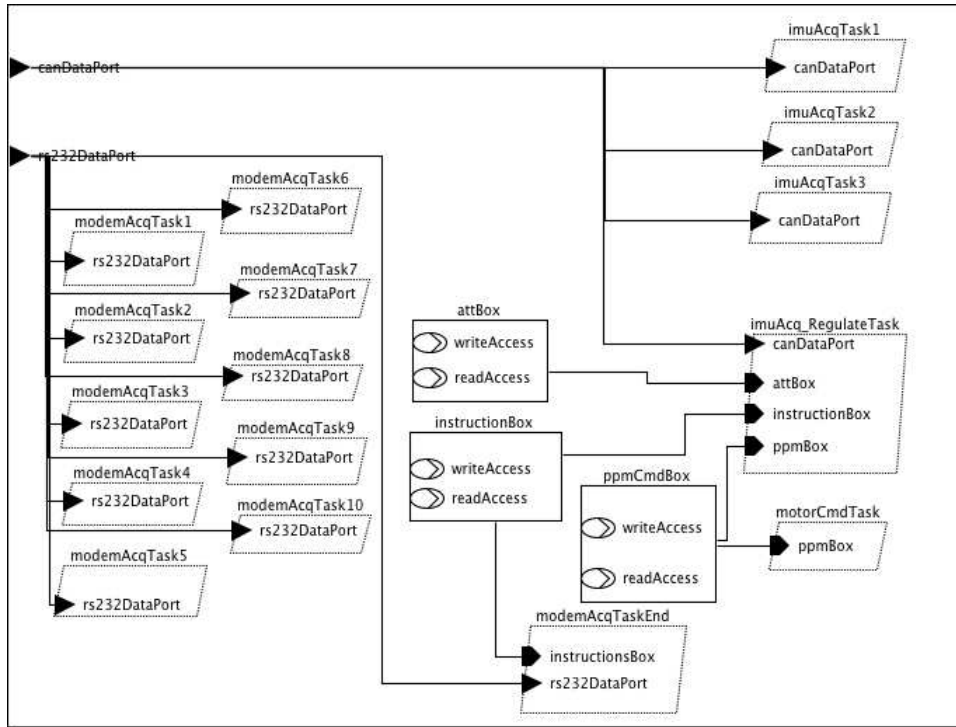 imuAcqTask1
canDataPort
canDataPort
imuAcqTask2
canDataPort
rs232DataPort
modemAcqTask6
imuAcqTask3
rs232DataPort
canDataPort
modemAcqTask1
rs232DataPort
modemAcqTask7
rs232DataPort
modemAcqTask2
attBox
imuAcq_RegulateTask
rs232DataPort
writeAccess
canDataPort
modemAcqTask8
rs232DataPort
readAccess
attBox
modemAcqTask3
instructionBox
instructionBox
rs232DataPort
modemAcqTask9
ppmBox
rs232DataPort
writeAccess
modemAcqTask4
ppmCmdBox
readAccess
rs232DataPort
modemAcqTask10
motorCmdTask
rs232DataPort
writeAccess
ppmBox
modemAcqTask5
readAccess
rs232DataPort
modemAcqTaskEnd
instructionsBox
rs232DataPort